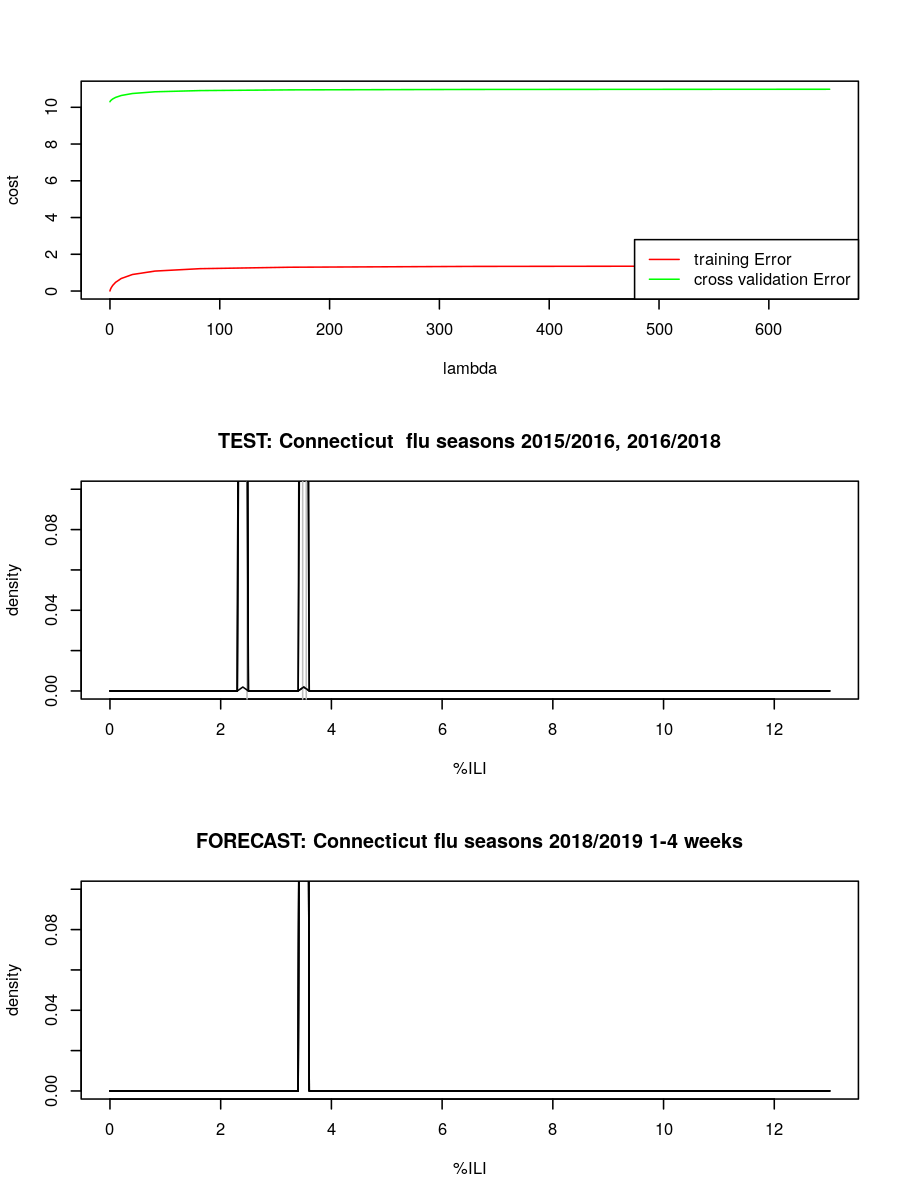 cost
0 2 4 6 8 10
training Error
cross validation Error
0 100 200 300 400 500 600
lambda
TEST: Connecticut  flu seasons 2015/2016, 2016/2018
density
0.00 0.04 0.08
0 2 4 6 8 10 12
%ILI
FORECAST: Connecticut flu seasons 2018/2019 1-4 weeks
density
0.00 0.04 0.08
0 2 4 6 8 10 12
%ILI